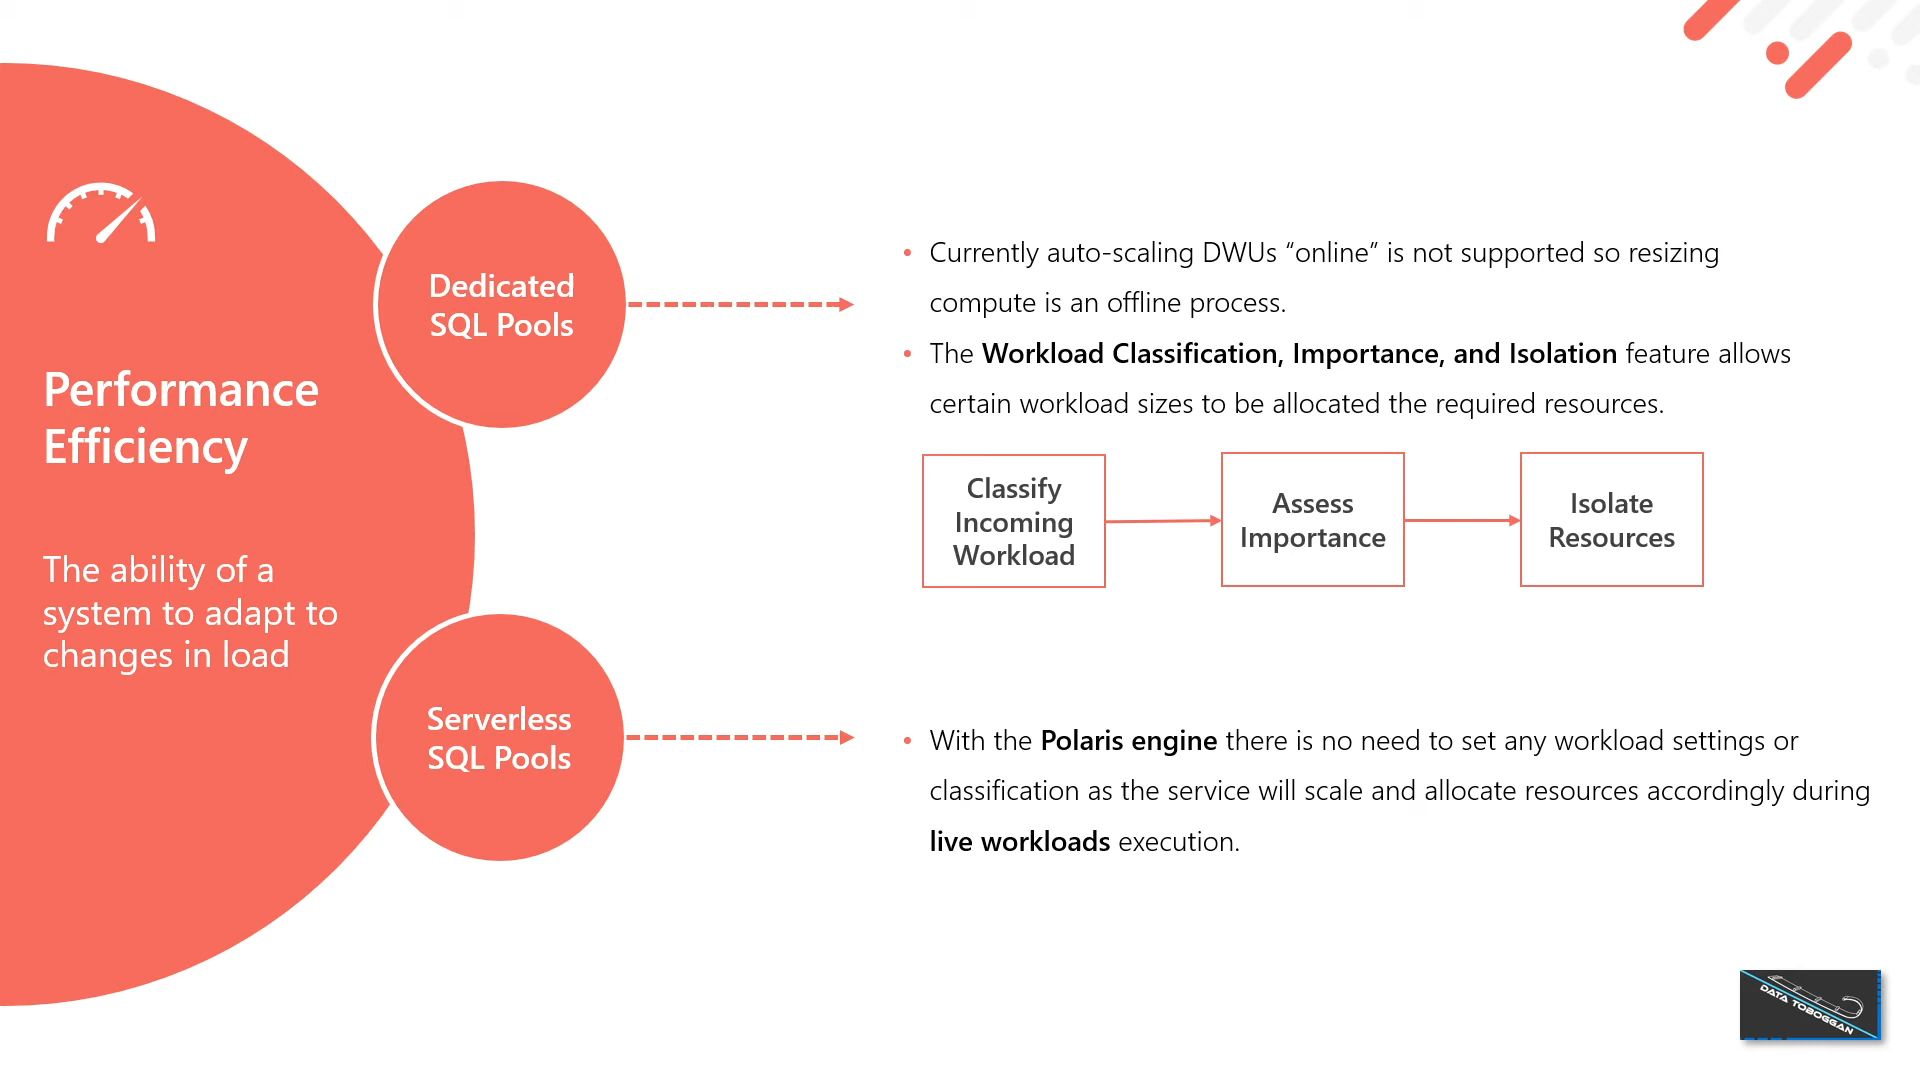 Performance
Efficiency
The ability of a
system to adapt to
changes in load
Dedicated
SQL Pools
• Currently auto-scaling DWUs “online” is not supported so resizing
compute is an offline process.
• The Workload Classification, Importance, and Isolation feature allows
certain workload sizes to be allocated the required resources.
Classify
Incoming
Workload
Assess
Importance
Isolate
Resources
Serverless
SQL Pools
• With the Polaris engine there is no need to set any workload settings or
classification as the service will scale and allocate resources accordingly during
live workloads execution.
DATA TOBOGGAN